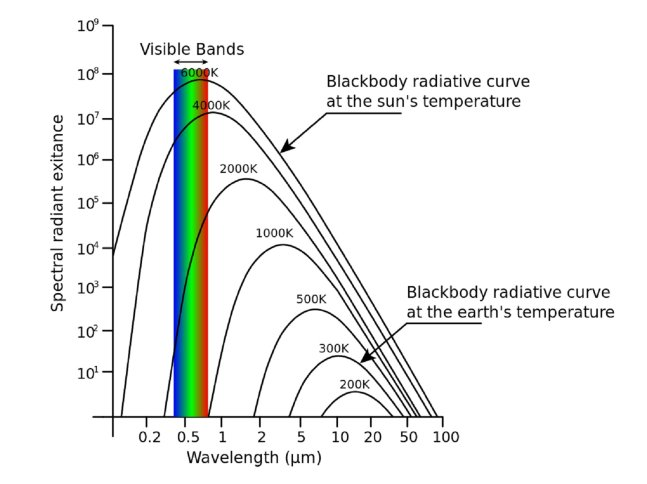 10⁹
Visible Bands
10⁸
6000K
Blackbody radiative curve
at the sun's temperature
10⁷
4000K
10⁶
2000K
10⁵
Spectral radiant exitance
1000K
10⁴
10³
500K
Blackbody radiative curve
at the earth's temperature
10²
300K
10¹
200K
0.2 0.5 1 2 5 10 20 50 100
Wavelength (μm)